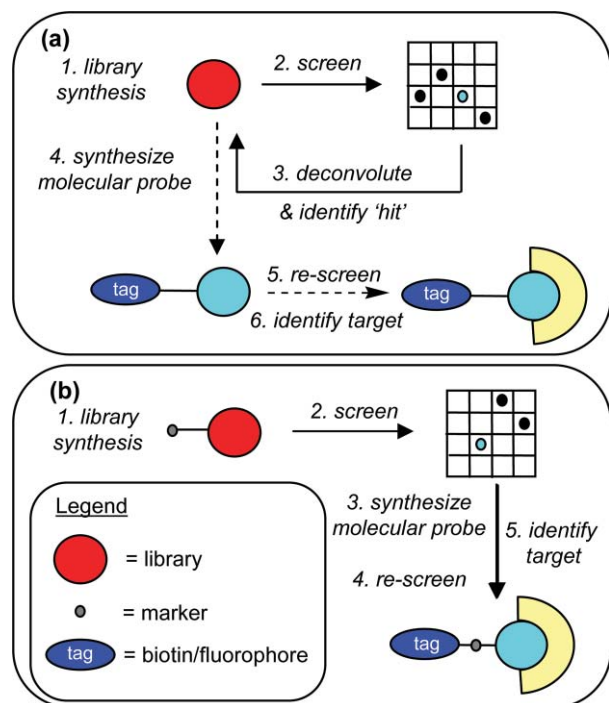 (a)
1. library
synthesis
2. screen
4. synthesize
molecular probe
3. deconvolute
& identify ‘hit’
tag
5. re-screen
6. identify target
tag
(b)
1. library
synthesis
2. screen
3. synthesize
molecular probe
5. identify
target
4. re-screen
tag
Legend
= library
= marker
tag = biotin/fluorophore